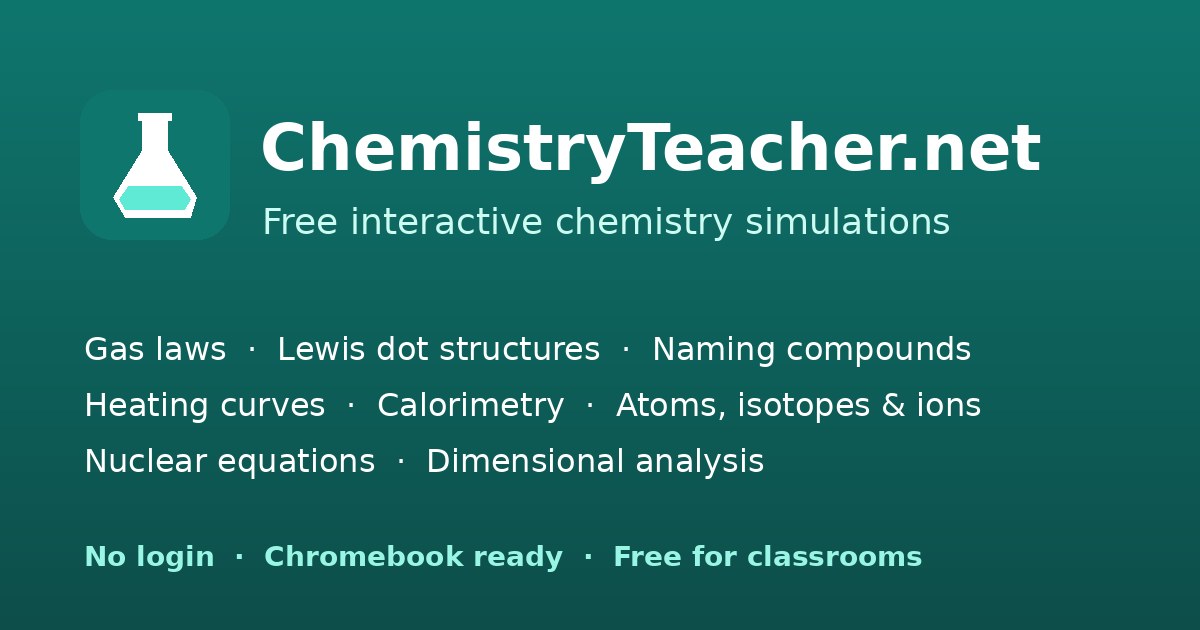 ChemistryTeacher.net
Free interactive chemistry simulations
Gas laws · Lewis dot structures · Naming compounds
Heating curves · Calorimetry · Atoms, isotopes & ions
Nuclear equations · Dimensional analysis
No login · Chromebook ready · Free for classrooms